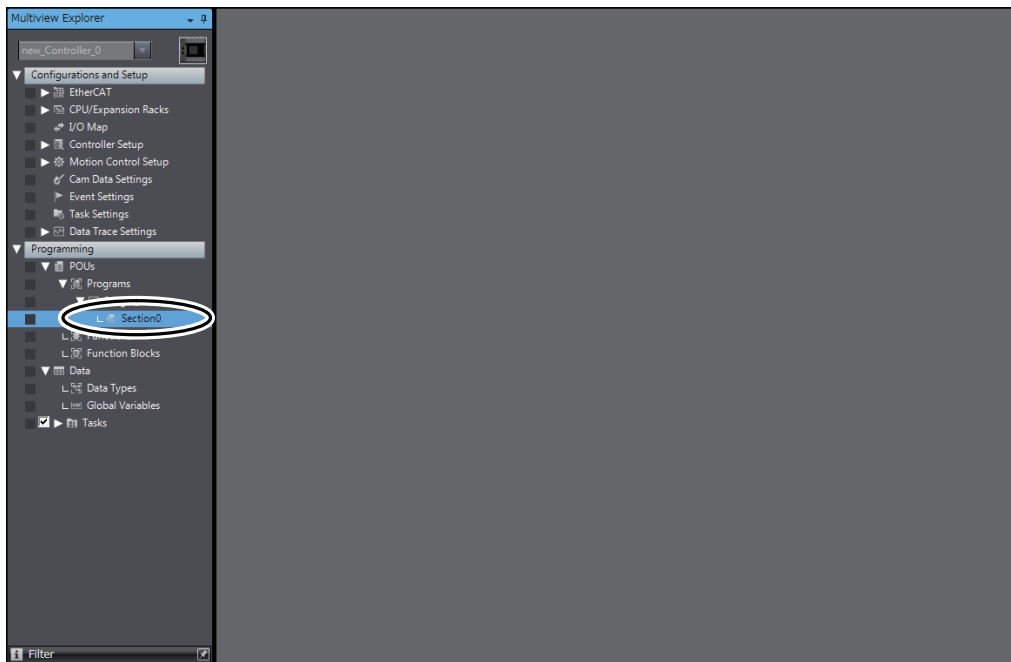 Multiview Explorer
new_Controller_0
Configurations and Setup
EtherCAT
CPU/Expansion Racks
I/O Map
Controller Setup
Motion Control Setup
Cam Data Settings
Event Settings
Task Settings
Data Trace Settings
Programming
POUs
Programs
Section0
Function Blocks
Data
Data Types
Global Variables
Tasks
Filter